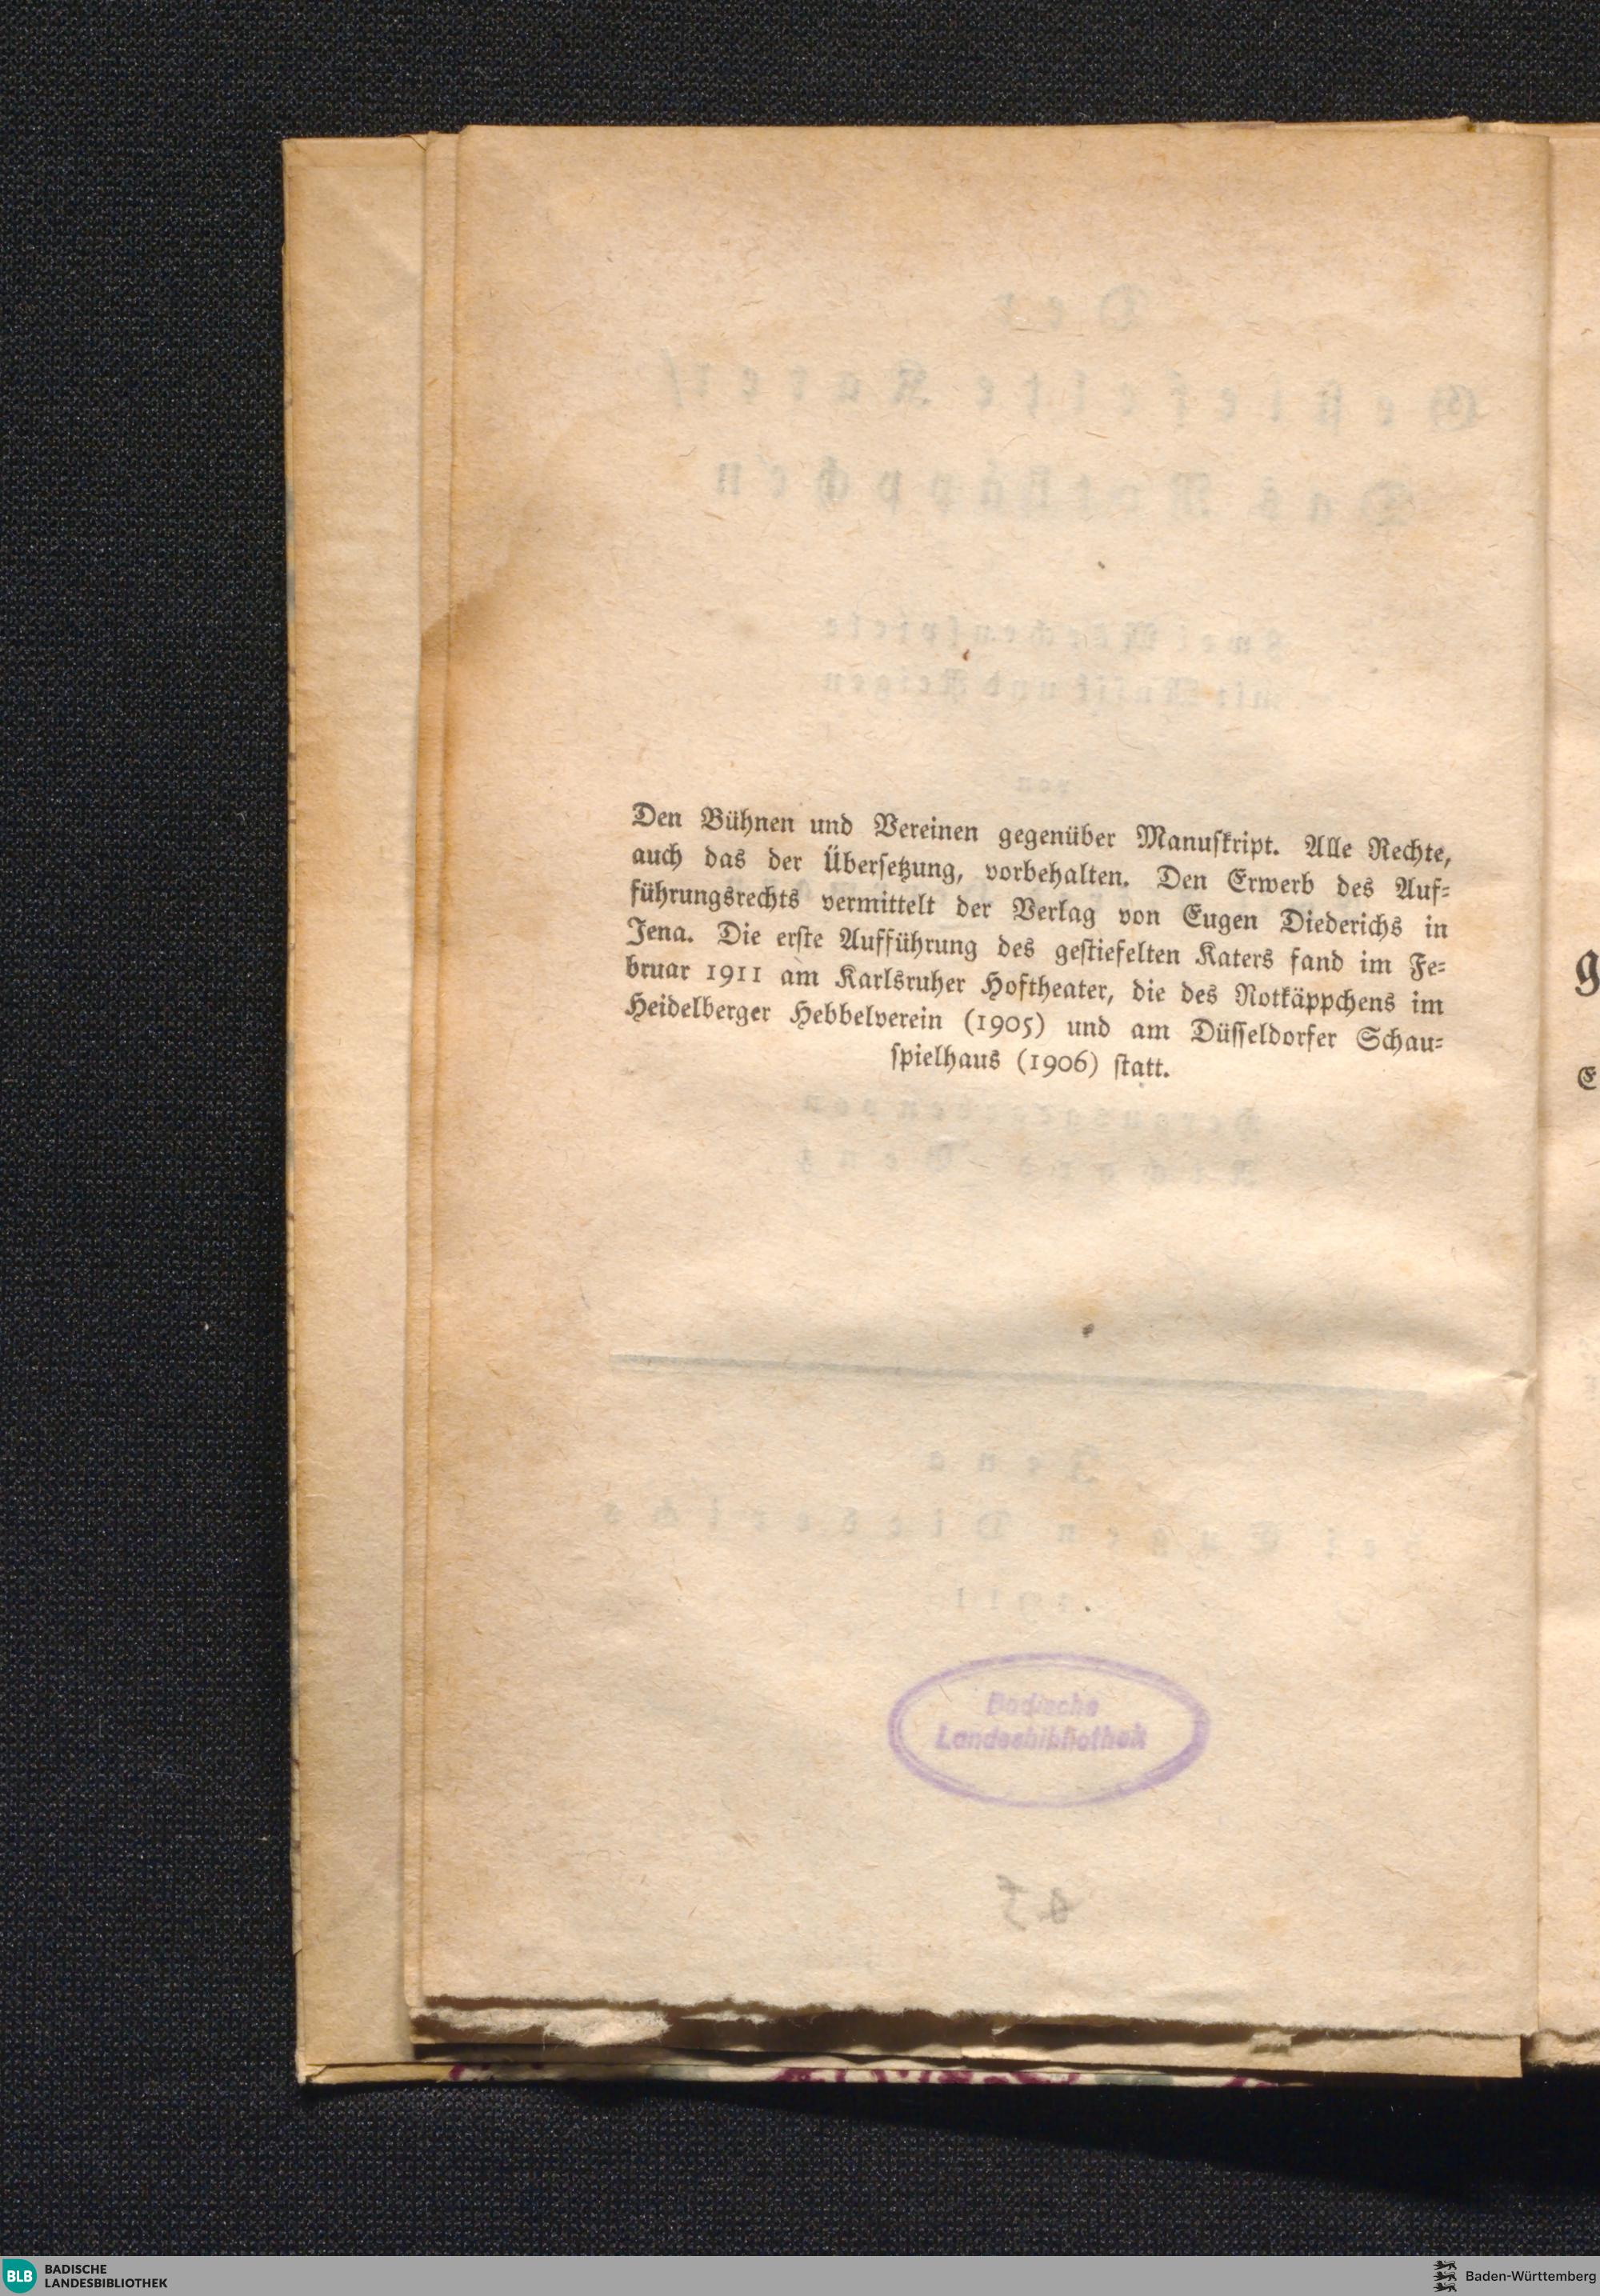 Den Bühnen und Vereinen gegenüber Manuſkript. Alle Rechte,
auch das der Überſetzung, vorbehalten. Den Erwerb des Auf⸗
führungsrechts vermittelt der Verlag von Eugen Diederichs in
Jena. Die erſte Aufführung des geſtiefelten Katers fand im Fe⸗
bruar 1911 am Karlsruher Hoftheater, die des Rotkäppchens im
Heidelberger Hebbelverein (1905) und am Düſſeldorfer Schau⸗
ſpielhaus (1906) ſtatt.
Badische
Landesbibliothek
BLB BADISCHE
LANDESBIBLIOTHEK
Baden-Württemberg